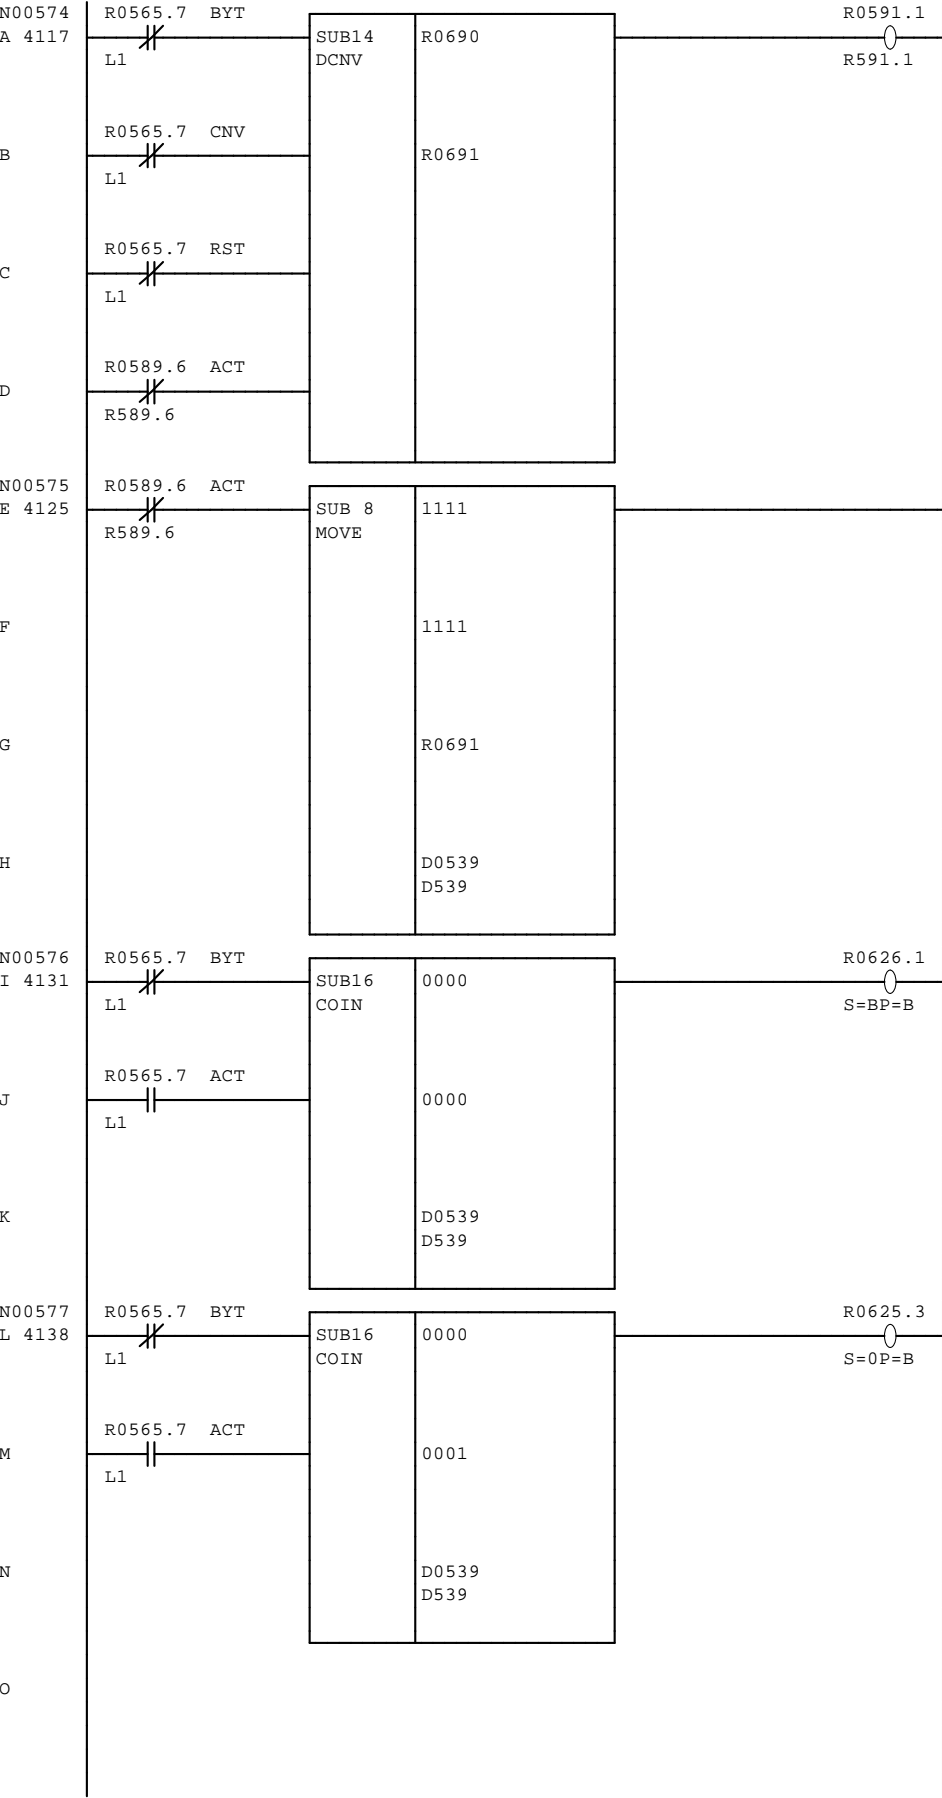 N00574 R0565.7 BYT R0591.1
A 4117 SUB14 R0690
L1 DCNV R591.1
R0565.7 CNV
B R0691
L1
R0565.7 RST
C
L1
R0589.6 ACT
D
R589.6
N00575 R0589.6 ACT
E 4125 SUB 8 1111
R589.6 MOVE
F 1111
G R0691
H D0539
D539
N00576 R0565.7 BYT R0626.1
I 4131 SUB16 0000
L1 COIN S=BP=B
R0565.7 ACT
J 0000
L1
K D0539
D539
N00577 R0565.7 BYT R0625.3
L 4138 SUB16 0000
L1 COIN S=0P=B
R0565.7 ACT
M 0001
L1
N D0539
D539
O